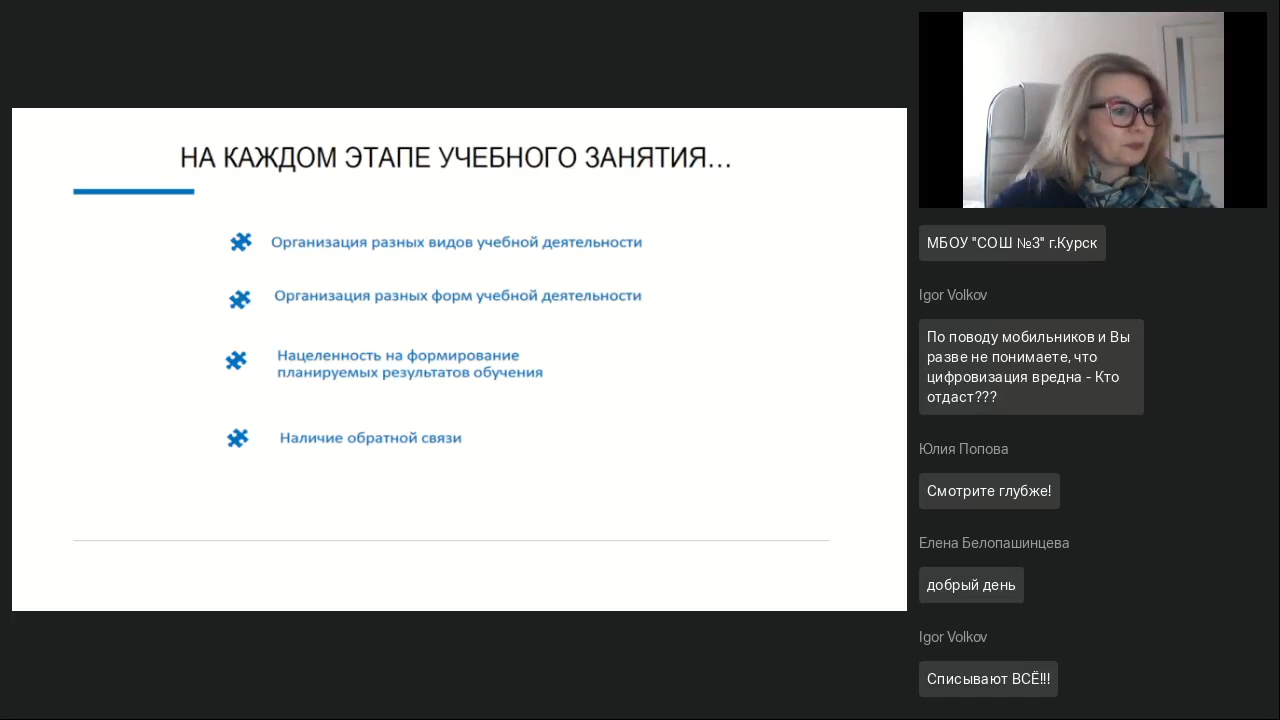 НА КАЖДОМ ЭТАПЕ УЧЕБНОГО ЗАНЯТИЯ...
Организация разных видов учебной деятельности
Организация разных форм учебной деятельности
Нацеленность на формирование
планируемых результатов обучения
Наличие обратной связи
МБОУ "СОШ №3" г.Курск
Igor Volkov
По поводу мобильников и Вы
разве не понимаете, что
цифровизация вредна - Кто
отдаст???
Юлия Попова
Смотрите глубже!
Елена Белопашинцева
добрый день
Igor Volkov
Списывают ВСЁ!!!